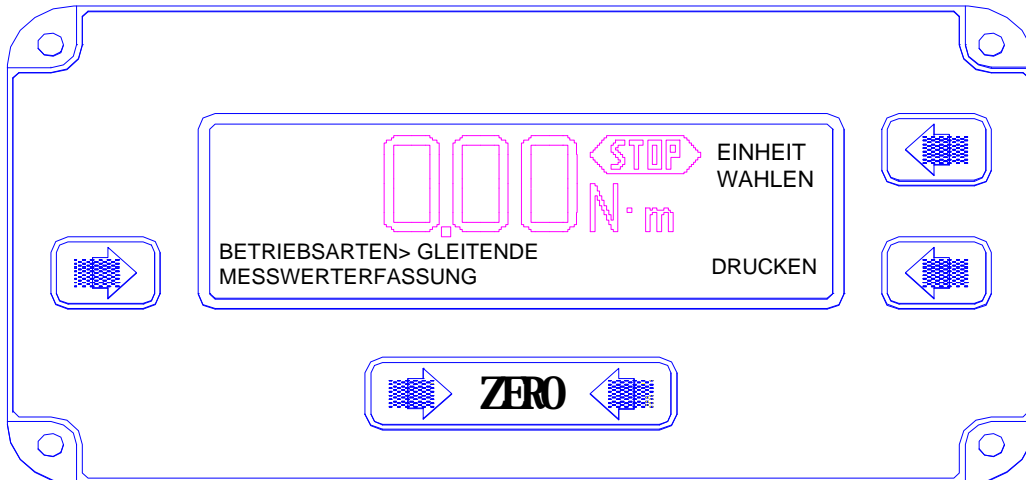 0.00 STOP EINHEIT
N·m WAHLEN
BETRIEBSARTEN> GLEITENDE
MESSWERTERFASSUNG DRUCKEN
ZERO